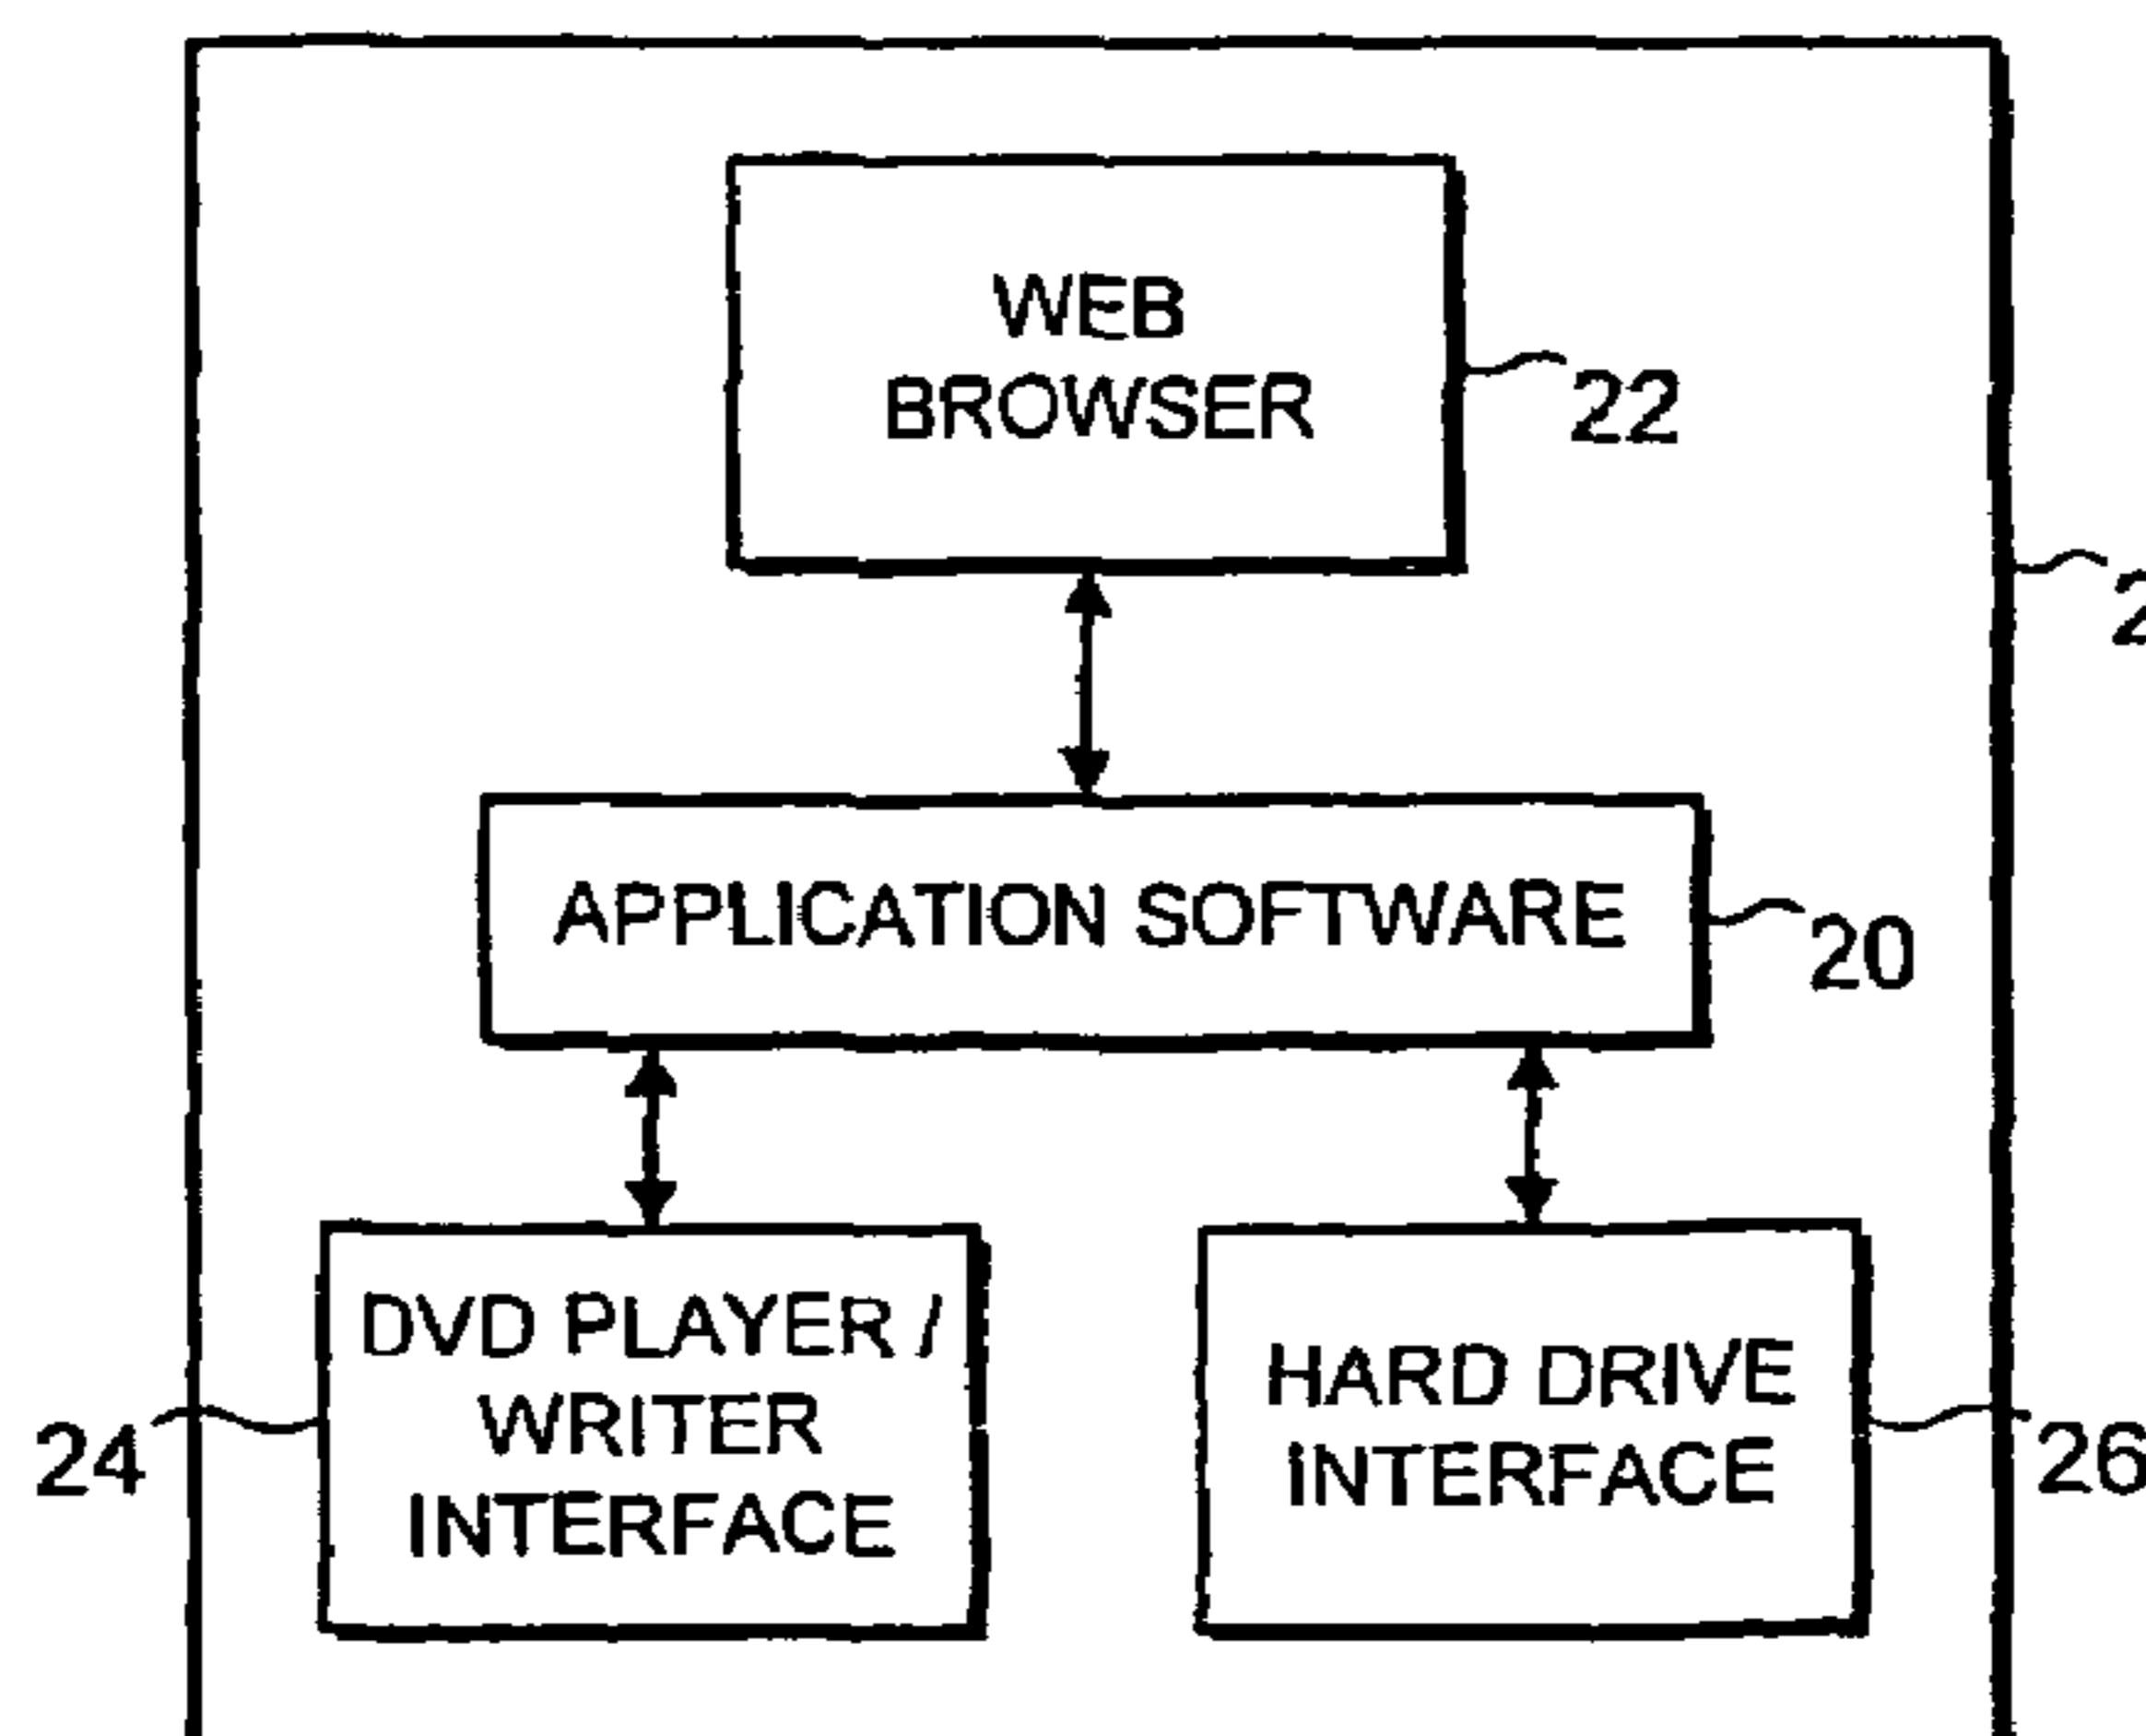 WEB
BROWSER
22
APPLICATION SOFTWARE
20
DVD PLAYER /
WRITER
INTERFACE
24
HARD DRIVE
INTERFACE
26